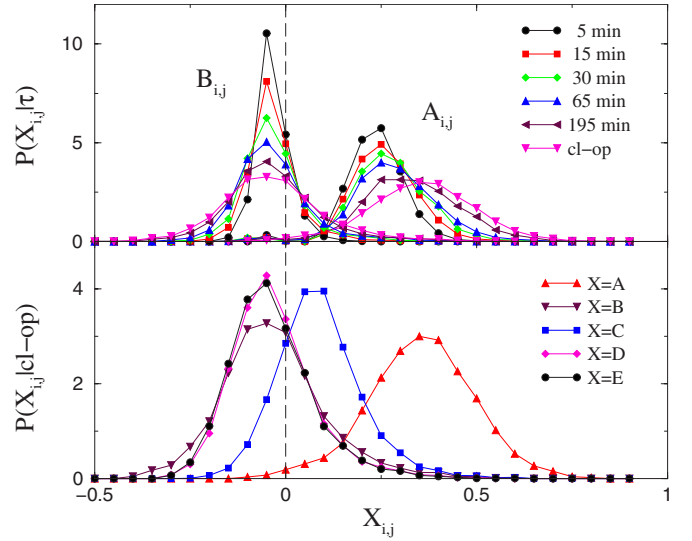 10
5
0
P(X_{i,j}|τ)
B_{i,j}
A_{i,j}
5 min
15 min
30 min
65 min
195 min
cl−op
4
2
0
P(X_{i,j}|cl−op)
X=A
X=B
X=C
X=D
X=E
−0.5
0
0.5
1
X_{i,j}